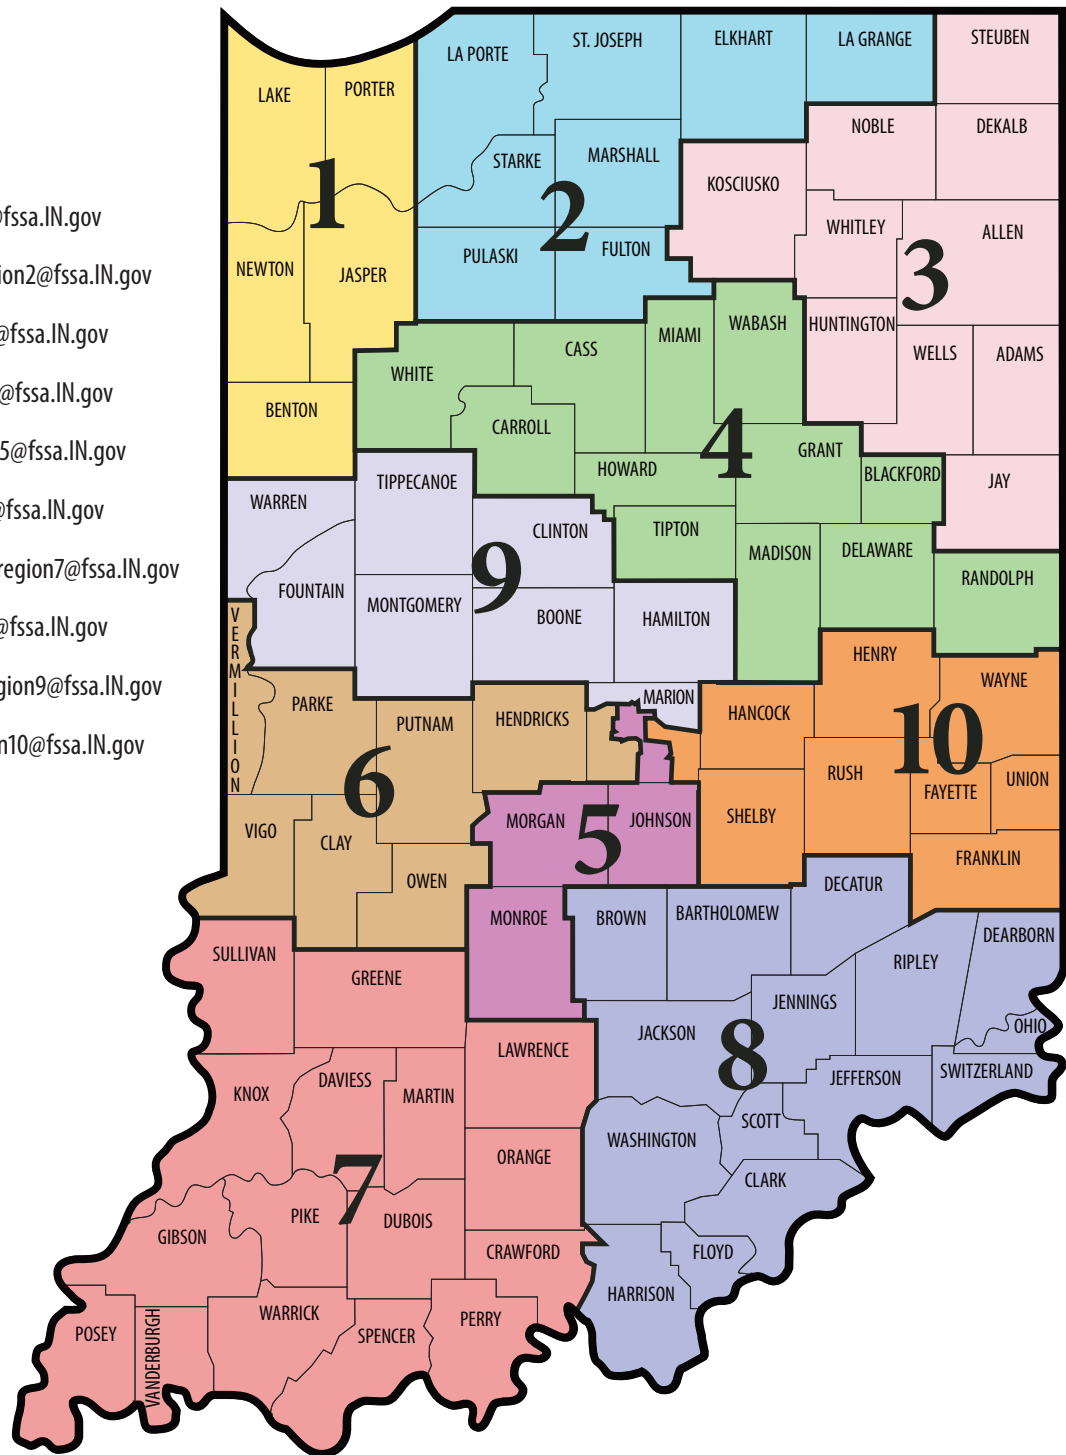 @fssa.IN.gov
ion2@fssa.IN.gov
@fssa.IN.gov
@fssa.IN.gov
5@fssa.IN.gov
@fssa.IN.gov
region7@fssa.IN.gov
@fssa.IN.gov
gion9@fssa.IN.gov
n10@fssa.IN.gov
LAKE
PORTER
1
NEWTON
JASPER
BENTON
LA PORTE
ST. JOSEPH
ELKHART
LA GRANGE
STARKE
MARSHALL
2
PULASKI
FULTON
STEUBEN
NOBLE
DEKALB
KOSCIUSKO
WHITLEY
ALLEN
3
HUNTINGTON
WELLS
ADAMS
JAY
WHITE
CASS
MIAMI
WABASH
CARROLL
4
HOWARD
GRANT
BLACKFORD
TIPTON
MADISON
DELAWARE
RANDOLPH
WARREN
TIPPECANOE
CLINTON
9
FOUNTAIN
MONTGOMERY
BOONE
HAMILTON
MARION
VERMILLION
PARKE
PUTNAM
HENDRICKS
6
VIGO
CLAY
OWEN
HENRY
WAYNE
HANCOCK
10
RUSH
FAYETTE
UNION
SHELBY
FRANKLIN
MORGAN
JOHNSON
5
MONROE
BROWN
BARTHOLOMEW
DECATUR
DEARBORN
RIPLEY
JENNINGS
OHIO
JACKSON
8
JEFFERSON
SWITZERLAND
SCOTT
WASHINGTON
CLARK
FLOYD
HARRISON
SULLIVAN
GREENE
LAWRENCE
KNOX
DAVIESS
MARTIN
ORANGE
7
PIKE
DUBOIS
GIBSON
CRAWFORD
POSEY
VANDERBURGH
WARRICK
SPENCER
PERRY